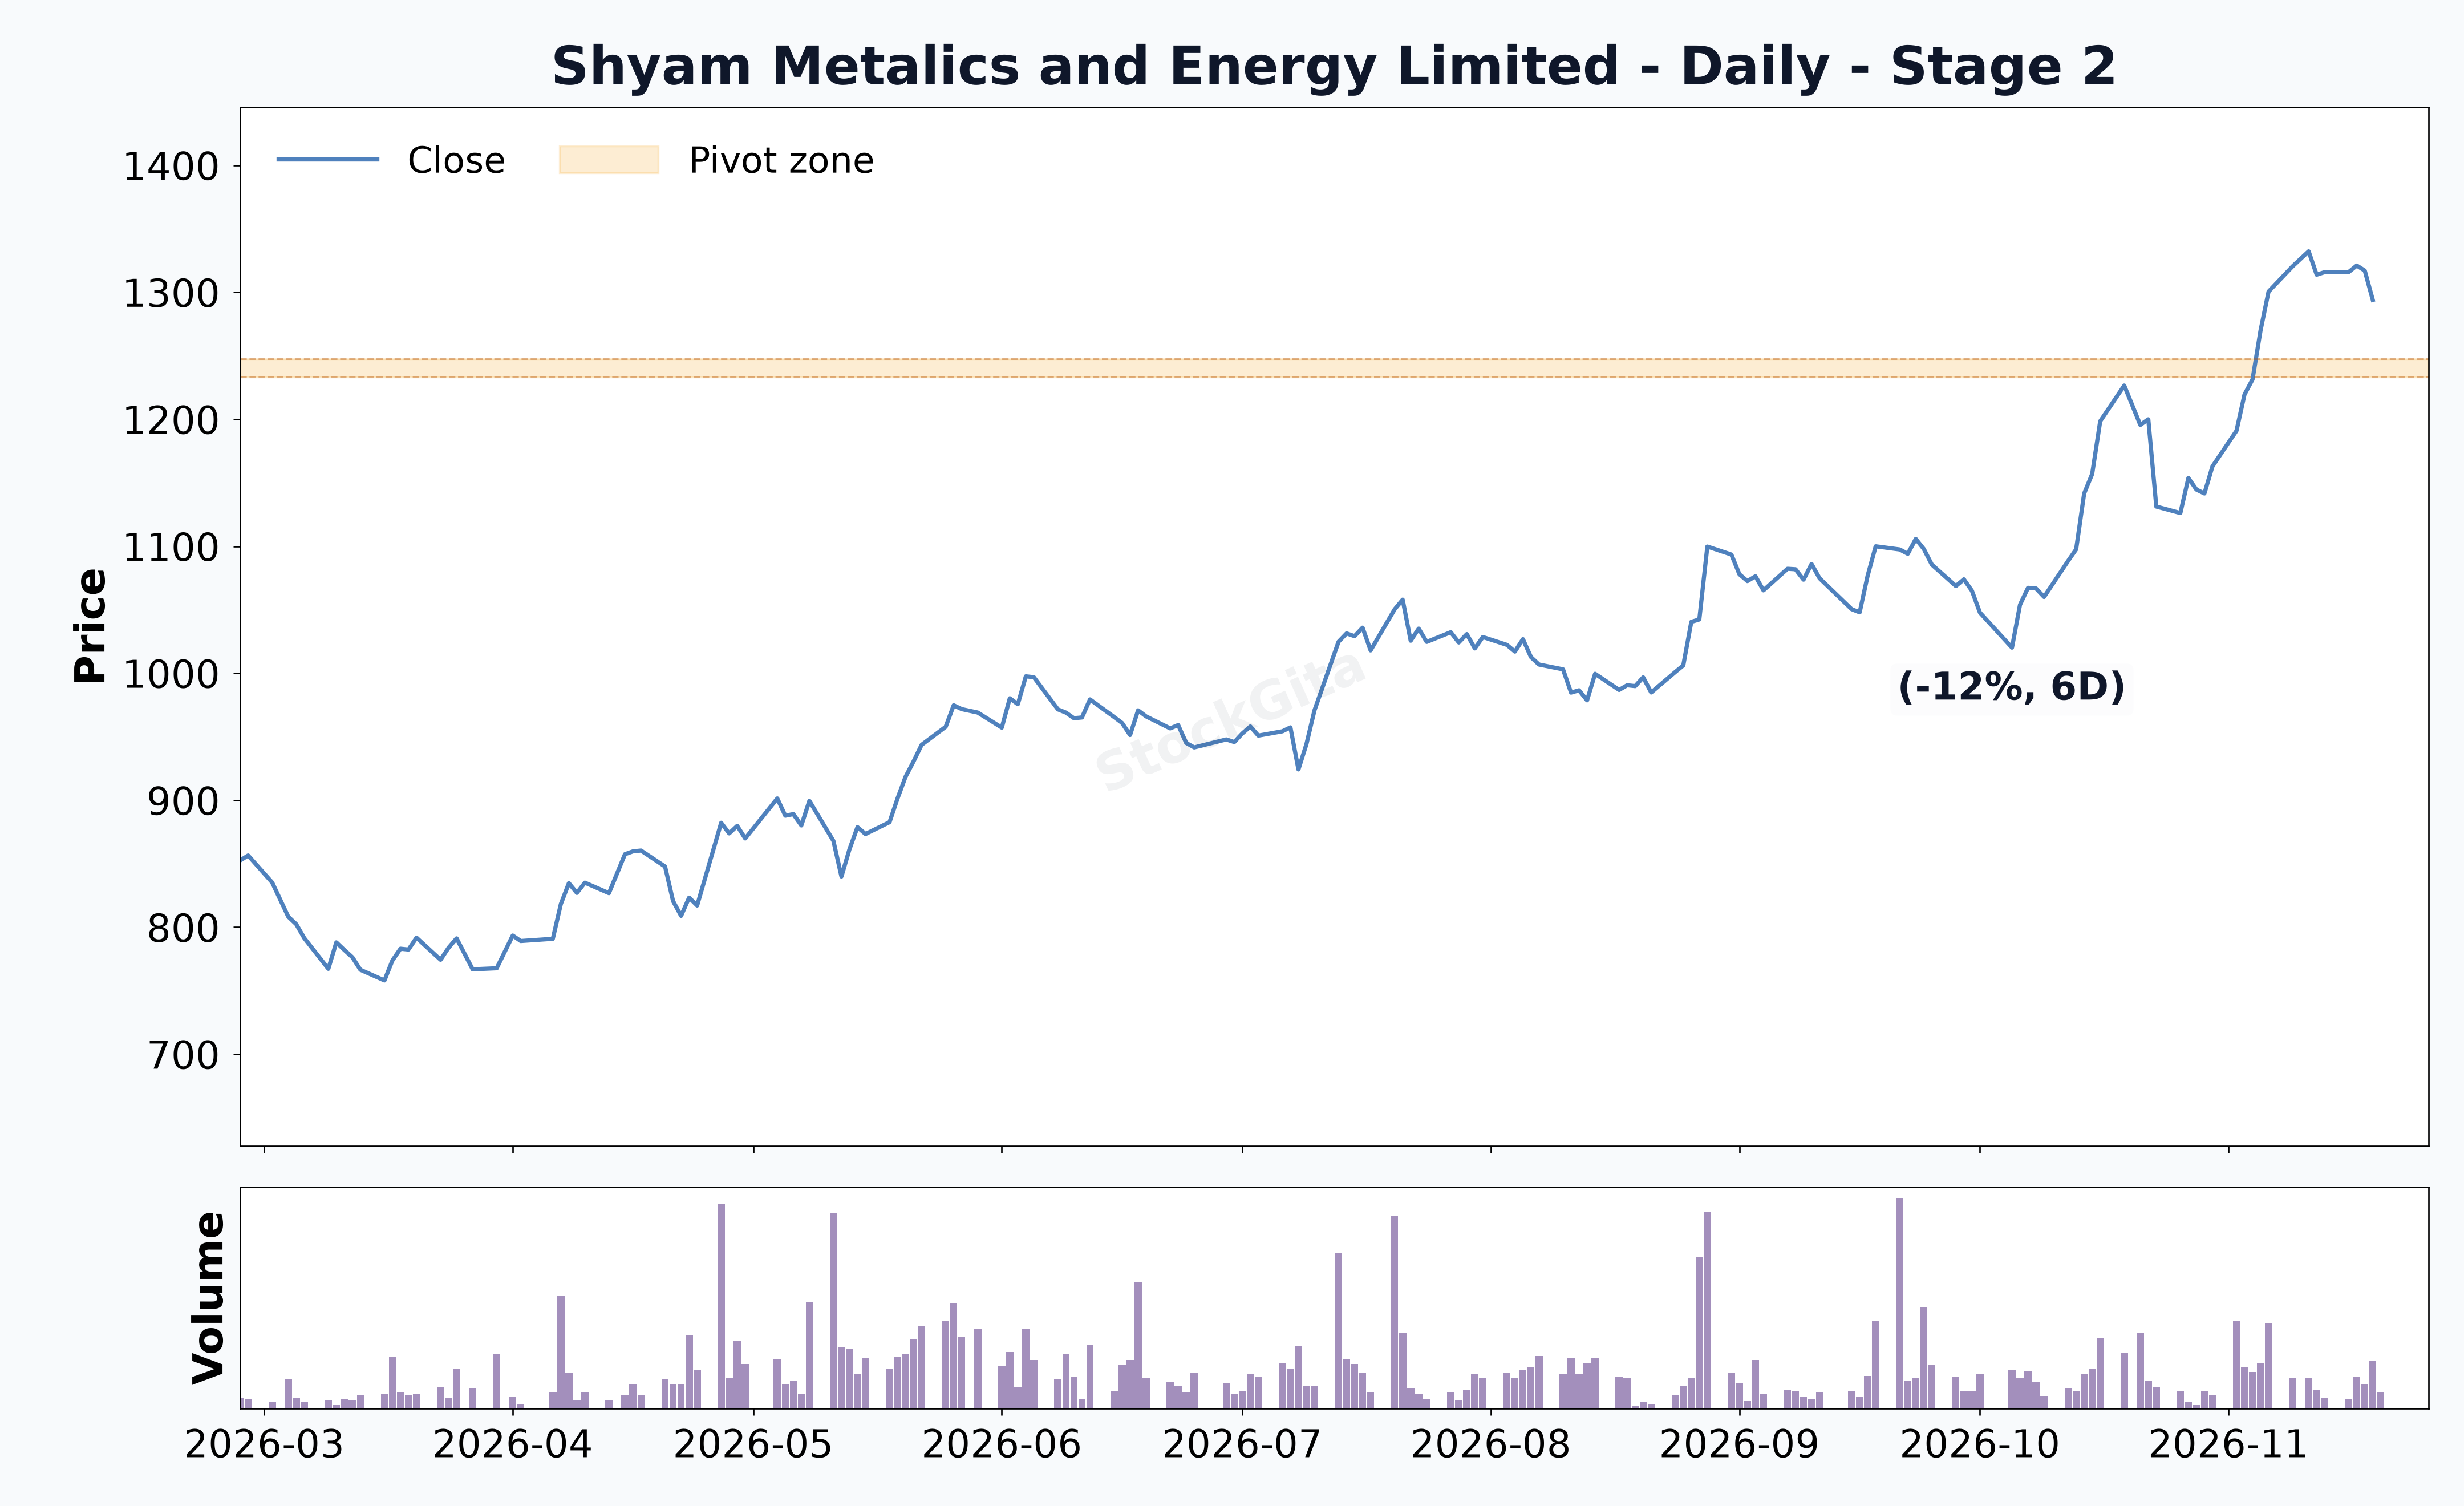 Shyam Metalics and Energy Limited - Daily - Stage 2
Close
Pivot zone
1400
1300
1200
1100
1000
900
800
700
Price
(-12%, 6D)
StockGita
Volume
2026-03
2026-04
2026-05
2026-06
2026-07
2026-08
2026-09
2026-10
2026-11